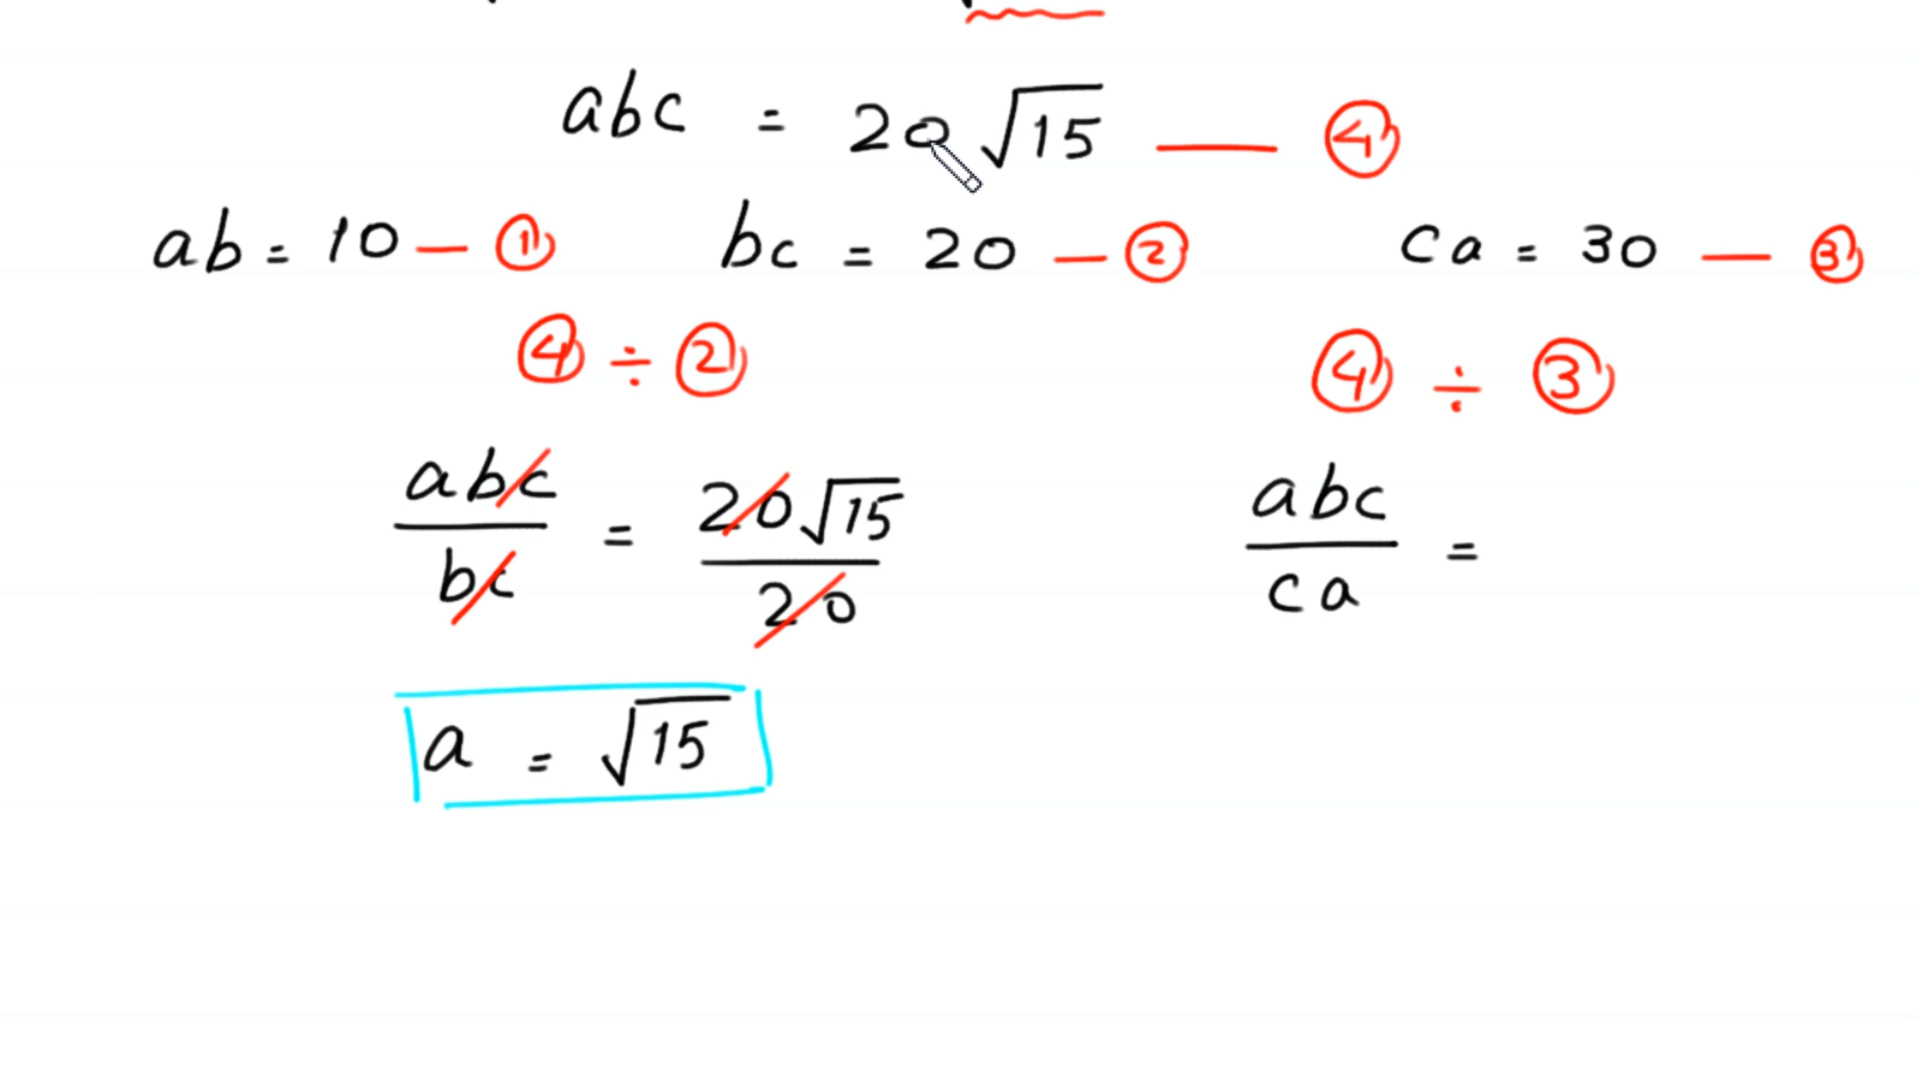 abc = 20√15 — ④
ab = 10 — ① bc = 20 — ② ca = 30 — ③
④ ÷ ② ④ ÷ ③
abc/bc = 20√15/20 abc/ca =
a = √15